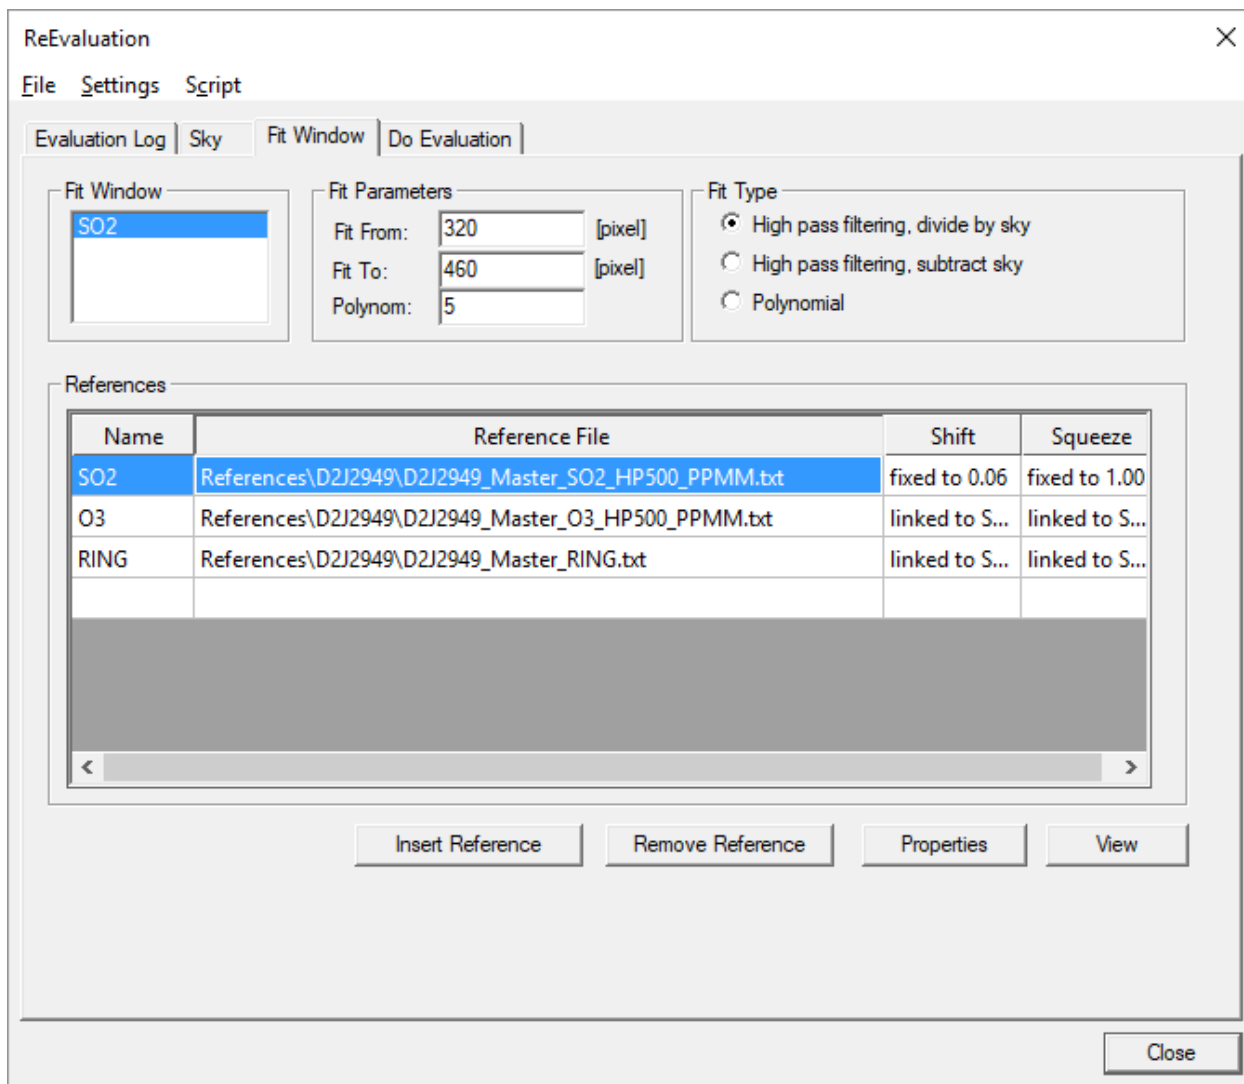 ReEvaluation
File Settings Script
Evaluation Log Sky Fit Window Do Evaluation
Fit Window
SO2
Fit Parameters
Fit From: 320 [pixel]
Fit To: 460 [pixel]
Polynom: 5
Fit Type
High pass filtering, divide by sky
High pass filtering, subtract sky
Polynomial
References
Name Reference File Shift Squeeze
SO2 References\D2J2949\D2J2949_Master_SO2_HP500_PPMM.txt fixed to 0.06 fixed to 1.00
O3 References\D2J2949\D2J2949_Master_O3_HP500_PPMM.txt linked to S... linked to S...
RING References\D2J2949\D2J2949_Master_RING.txt linked to S... linked to S...
Insert Reference Remove Reference Properties View
Close